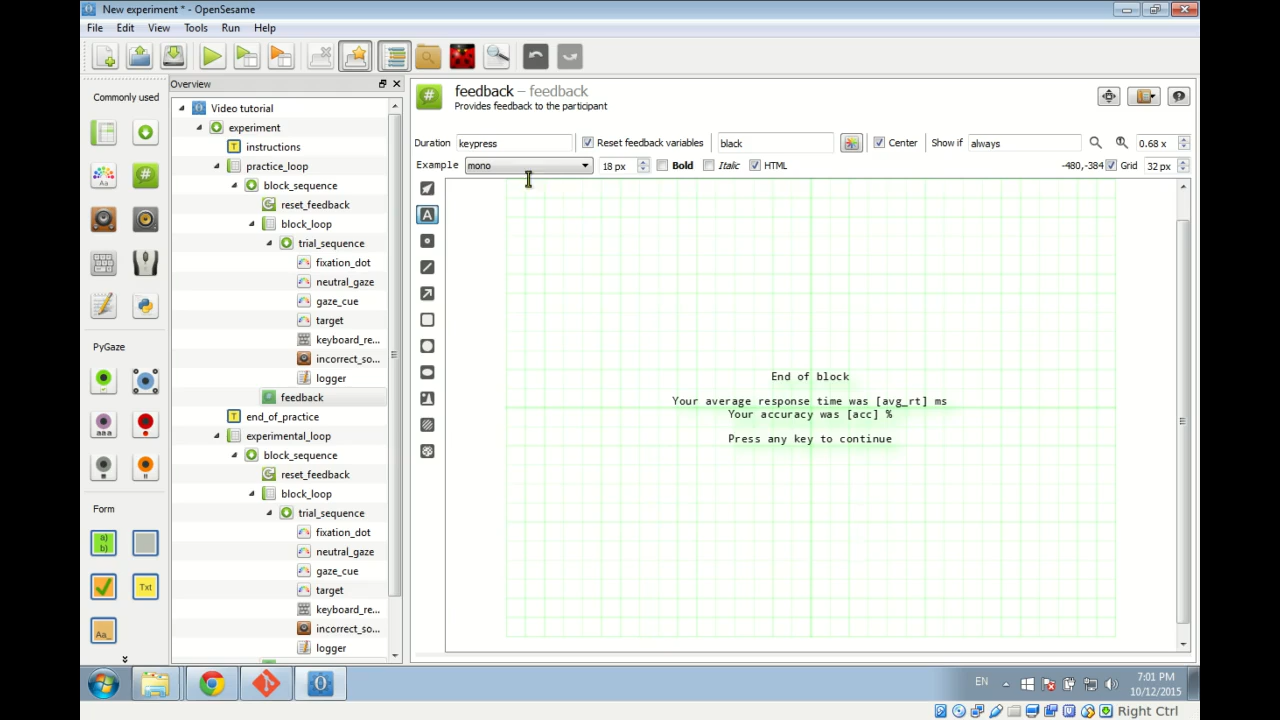 New experiment * - OpenSesame
File Edit View Tools Run Help
Commonly used
PyGaze
Form
Overview
Video tutorial
experiment
instructions
practice_loop
block_sequence
reset_feedback
block_loop
trial_sequence
fixation_dot
neutral_gaze
gaze_cue
target
keyboard_re...
incorrect_so...
logger
feedback
end_of_practice
experimental_loop
block_sequence
reset_feedback
block_loop
trial_sequence
fixation_dot
neutral_gaze
gaze_cue
target
keyboard_re...
incorrect_so...
logger
feedback – feedback
Provides feedback to the participant
Duration keypress Reset feedback variables black Center Show if always 0.68 x
Example mono 18 px Bold Italic HTML -480,-384 Grid 32 px
End of block
Your average response time was [avg_rt] ms
Your accuracy was [acc] %
Press any key to continue
a)
b)
Txt
Aa_
EN 7:01 PM
10/12/2015
Right Ctrl